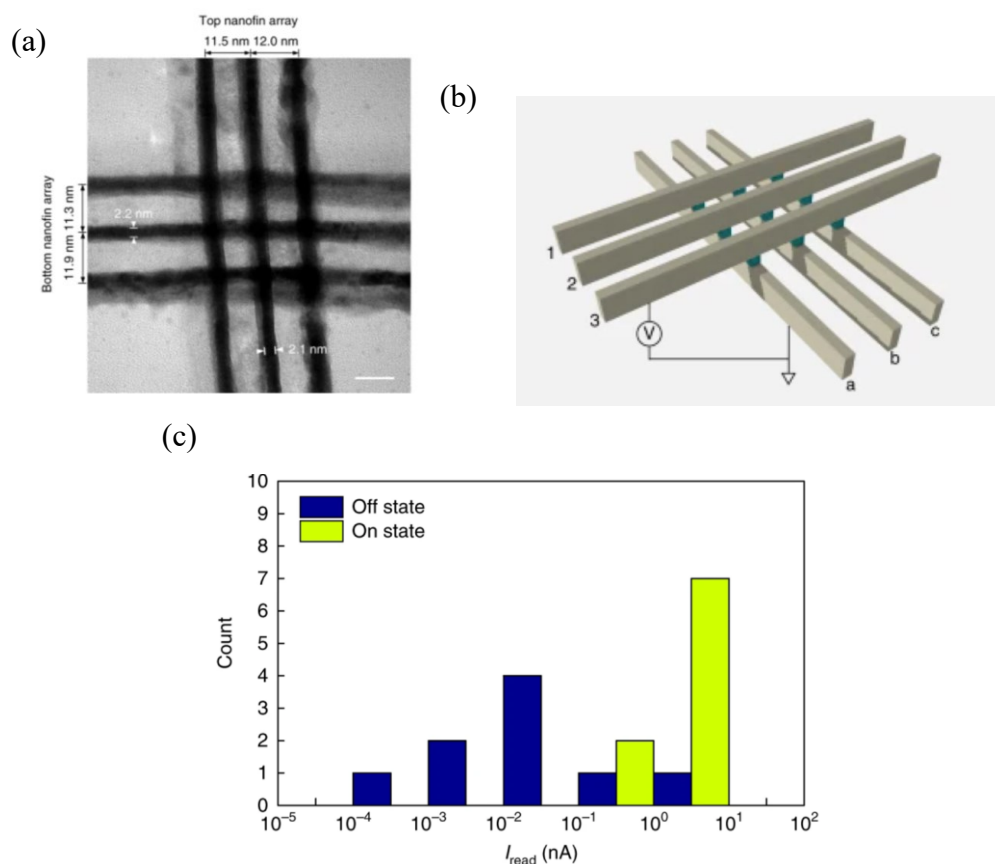 (a)
Top nanofin array
11.5 nm 12.0 nm
Bottom nanofin array
11.9 nm 11.3 nm
2.2 nm
2.1 nm
(b)
1
2
3
V
a
b
c
(c)
Off state
On state
Count
10
9
8
7
6
5
4
3
2
1
0
10⁻⁵ 10⁻⁴ 10⁻³ 10⁻² 10⁻¹ 10⁰ 10¹ 10²
I_read (nA)